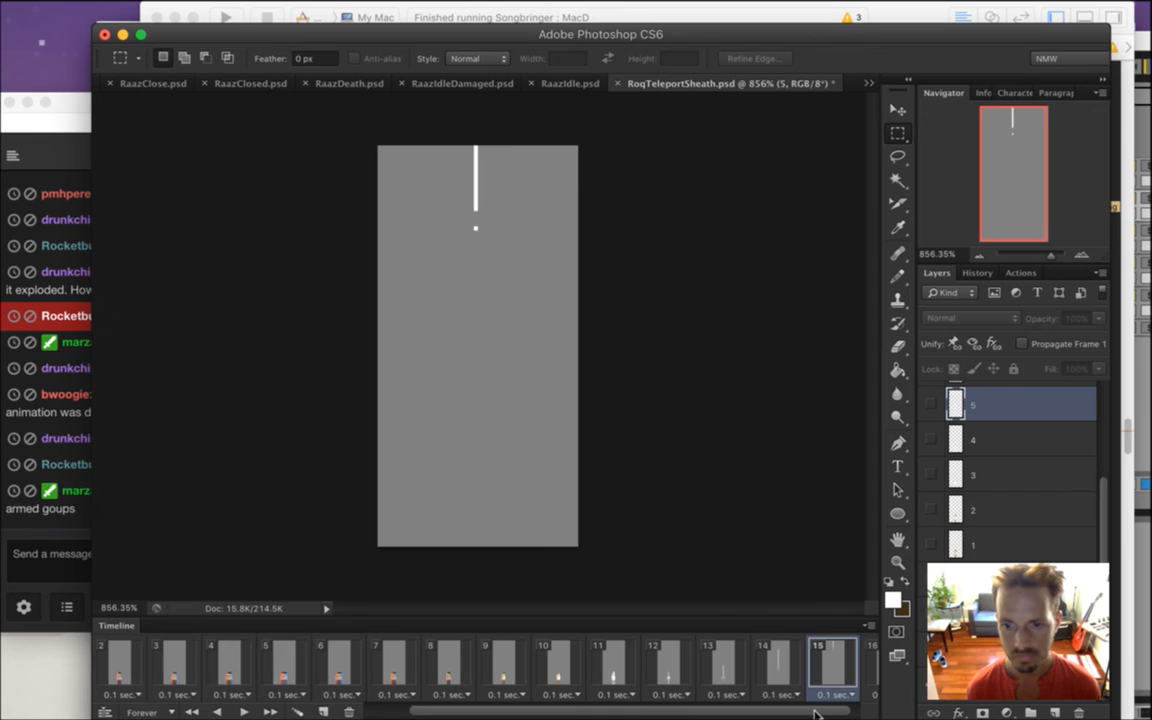 My Mac
Finished running Songbringer : MacD
3
Adobe Photoshop CS6
Feather:
0 px
Anti-alias
Style:
Normal
Width:
Height:
Refine Edge...
NMW
RaazClose.psd
RaazClosed.psd
RaazDeath.psd
RaazIdleDamaged.psd
RaazIdle.psd
RoqTeleportSheath.psd @ 856% (5, RGB/8*) *
Navigator
Info
Characte
Paragrap
856.35%
Layers
History
Actions
Kind
Normal
Opacity:
100%
Unify:
Propagate Frame 1
Lock:
Fill:
100%
5
4
3
2
1
pmhpere
drunkchi
Rocketbu
drunkchi
it exploded. How
Rocketbu
marz
drunkchi
bwoogie:
animation was d
drunkchi
Rocketbu
marz
armed goups
Send a message
856.35%
Doc: 15.8K/214.5K
Timeline
2 3 4 5 6 7 8 9 10 11 12 13 14 15 16
0.1 sec. 0.1 sec. 0.1 sec. 0.1 sec. 0.1 sec. 0.1 sec. 0.1 sec. 0.1 sec. 0.1 sec. 0.1 sec. 0.1 sec. 0.1 sec. 0.1 sec. 0.1 sec. 0
Forever